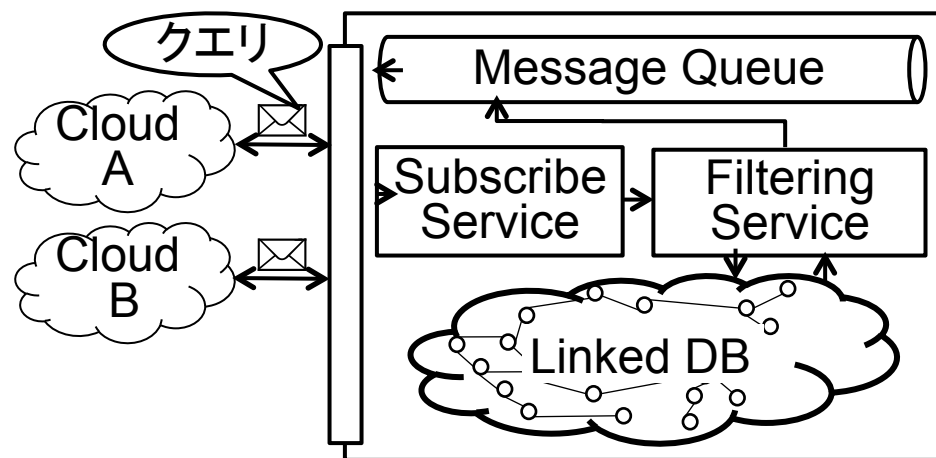 クエリ
Message Queue
Cloud
A
Subscribe
Service
Filtering
Service
Cloud
B
Linked DB